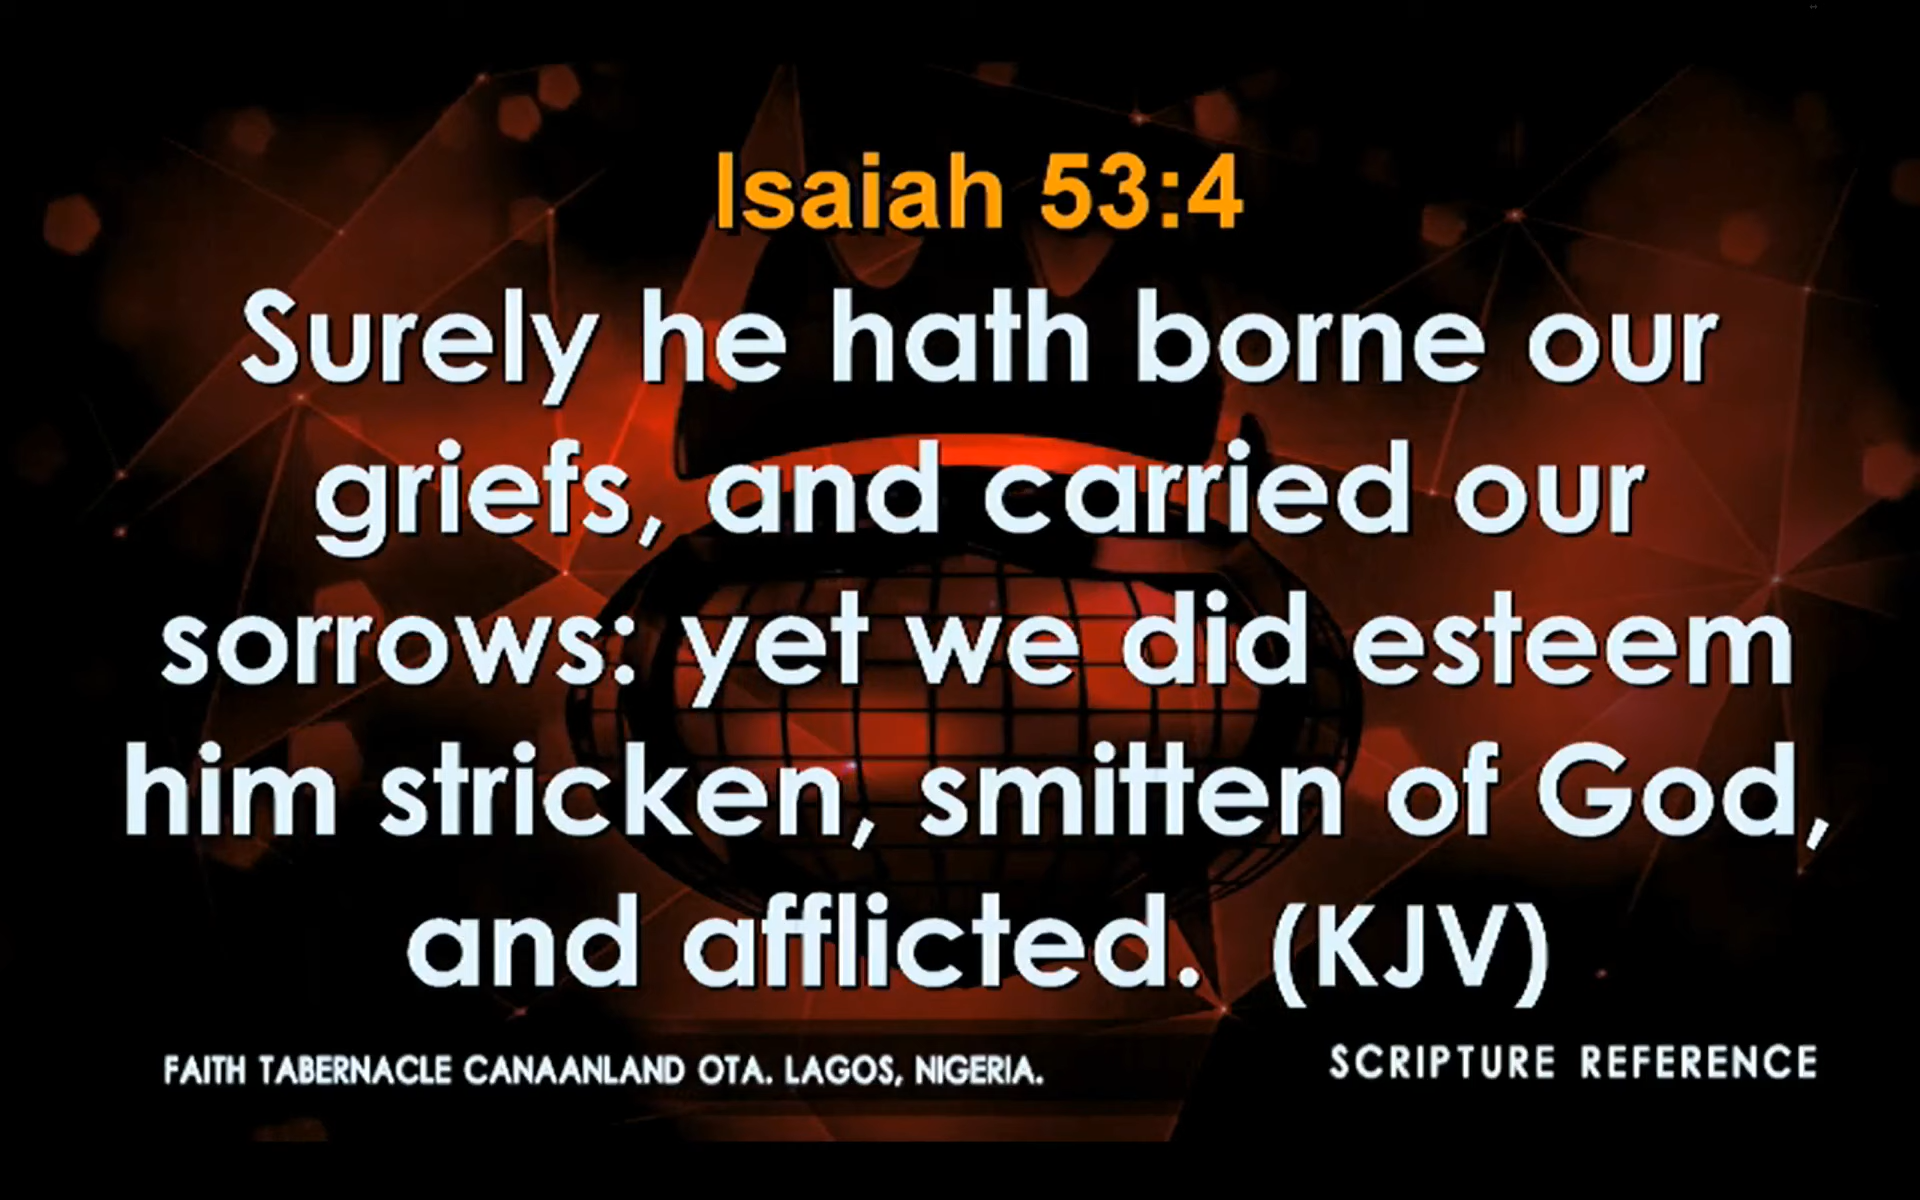 Isaiah 53:4
Surely he hath borne our
griefs, and carried our
sorrows: yet we did esteem
him stricken, smitten of God,
and afflicted. (KJV)
FAITH TABERNACLE CANAANLAND OTA. LAGOS, NIGERIA.
SCRIPTURE REFERENCE